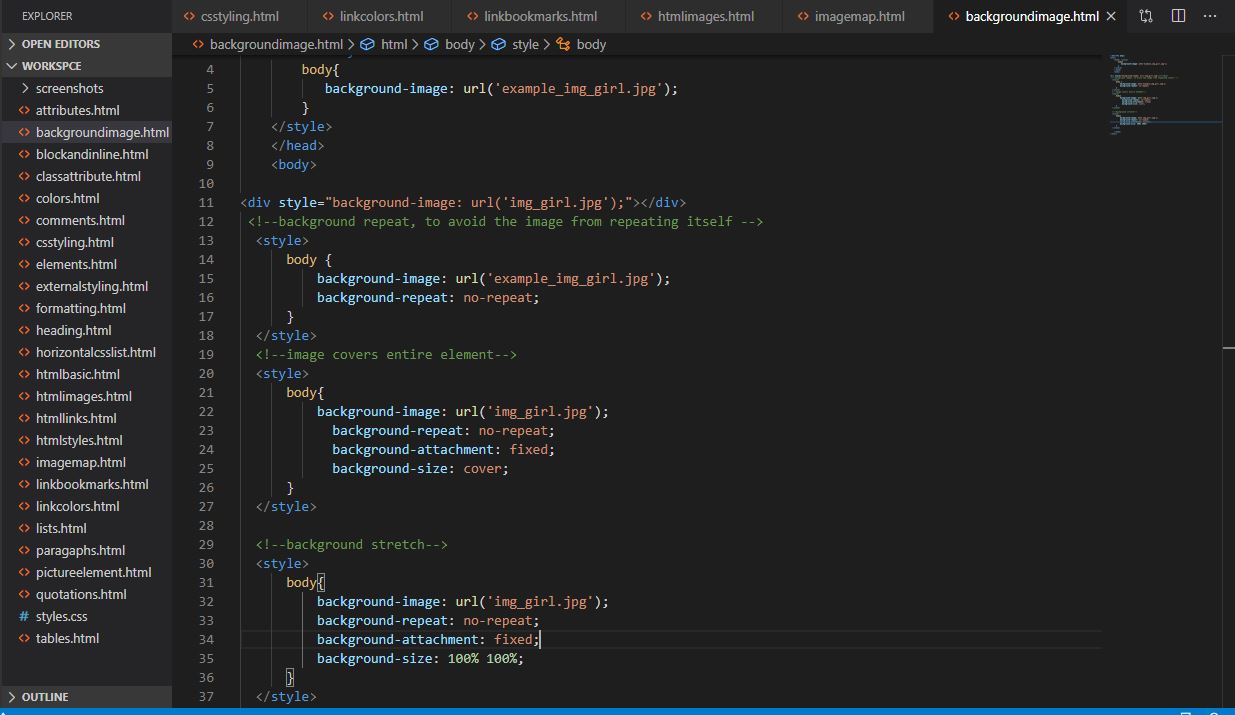 EXPLORER
OPEN EDITORS
WORKSPCE
screenshots
attributes.html
backgroundimage.html
blockandinline.html
classattribute.html
colors.html
comments.html
csstyling.html
elements.html
externalstyling.html
formatting.html
heading.html
horizontalcsslist.html
htmlbasic.html
htmlimages.html
htmllinks.html
htmlstyles.html
imagemap.html
linkbookmarks.html
linkcolors.html
lists.html
paragaphs.html
pictureelement.html
quotations.html
# styles.css
tables.html
OUTLINE
csstyling.html linkcolors.html linkbookmarks.html htmlimages.html imagemap.html backgroundimage.html
backgroundimage.html > html > body > style > body
4 body{
5 background-image: url('example_img_girl.jpg');
6 }
7 </style>
8 </head>
9 <body>
10
11 <div style="background-image: url('img_girl.jpg');"></div>
12 <!--background repeat, to avoid the image from repeating itself -->
13 <style>
14 body {
15 background-image: url('example_img_girl.jpg');
16 background-repeat: no-repeat;
17 }
18 </style>
19 <!--image covers entire element-->
20 <style>
21 body{
22 background-image: url('img_girl.jpg');
23 background-repeat: no-repeat;
24 background-attachment: fixed;
25 background-size: cover;
26 }
27 </style>
28
29 <!--background stretch-->
30 <style>
31 body{
32 background-image: url('img_girl.jpg');
33 background-repeat: no-repeat;
34 background-attachment: fixed;
35 background-size: 100% 100%;
36 }
37 </style>